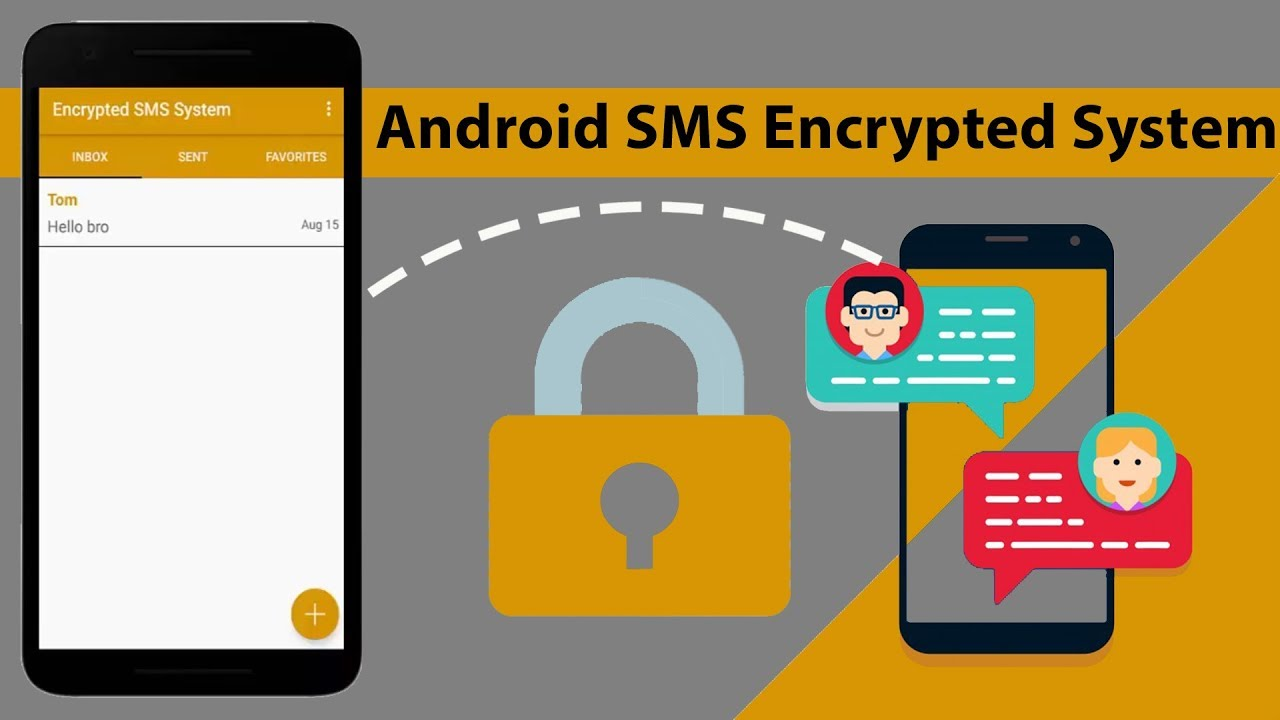 Encrypted SMS System
INBOX SENT FAVORITES
Tom
Hello bro Aug 15
Android SMS Encrypted System